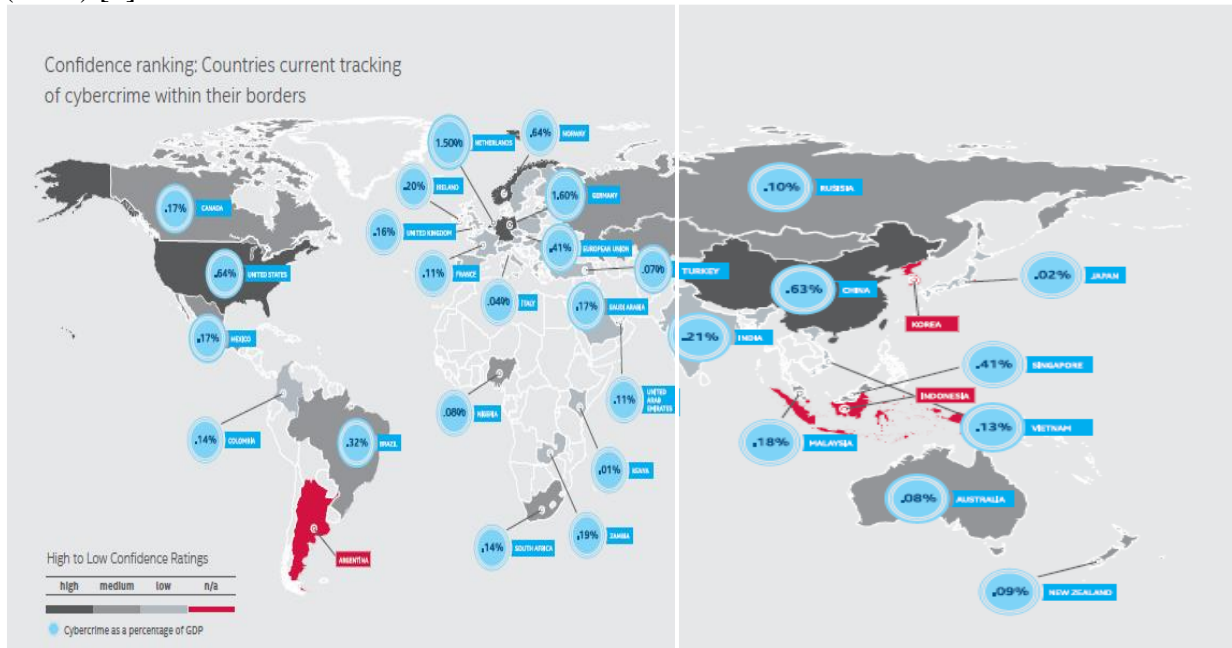 Confidence ranking: Countries current tracking
of cybercrime within their borders
.17% CANADA
.64% UNITED STATES
.17% MEXICO
.14% COLOMBIA
.32% BRAZIL
ARGENTINA
1.50% NETHERLANDS
.64% NORWAY
.20% IRELAND
1.60% GERMANY
.16% UNITED KINGDOM
.41% EUROPEAN UNION
.11% FRANCE
.04% ITALY
.07% TURKEY
.17% SAUDI ARABIA
.08% NIGERIA
.11% UNITED
ARAB
EMIRATES
.01% KENYA
.14% SOUTH AFRICA
.19% ZAMBIA
.10% RUSISIA
.63% CHINA
.02% JAPAN
KOREA
.21% INDIA
.41% SINGAPORE
INDONESIA
.18% MALAYSIA
.13% VIETNAM
.08% AUSTRALIA
.09% NEW ZEALAND
High to Low Confidence Ratings
high medium low n/a
Cybercrime as a percentage of GDP